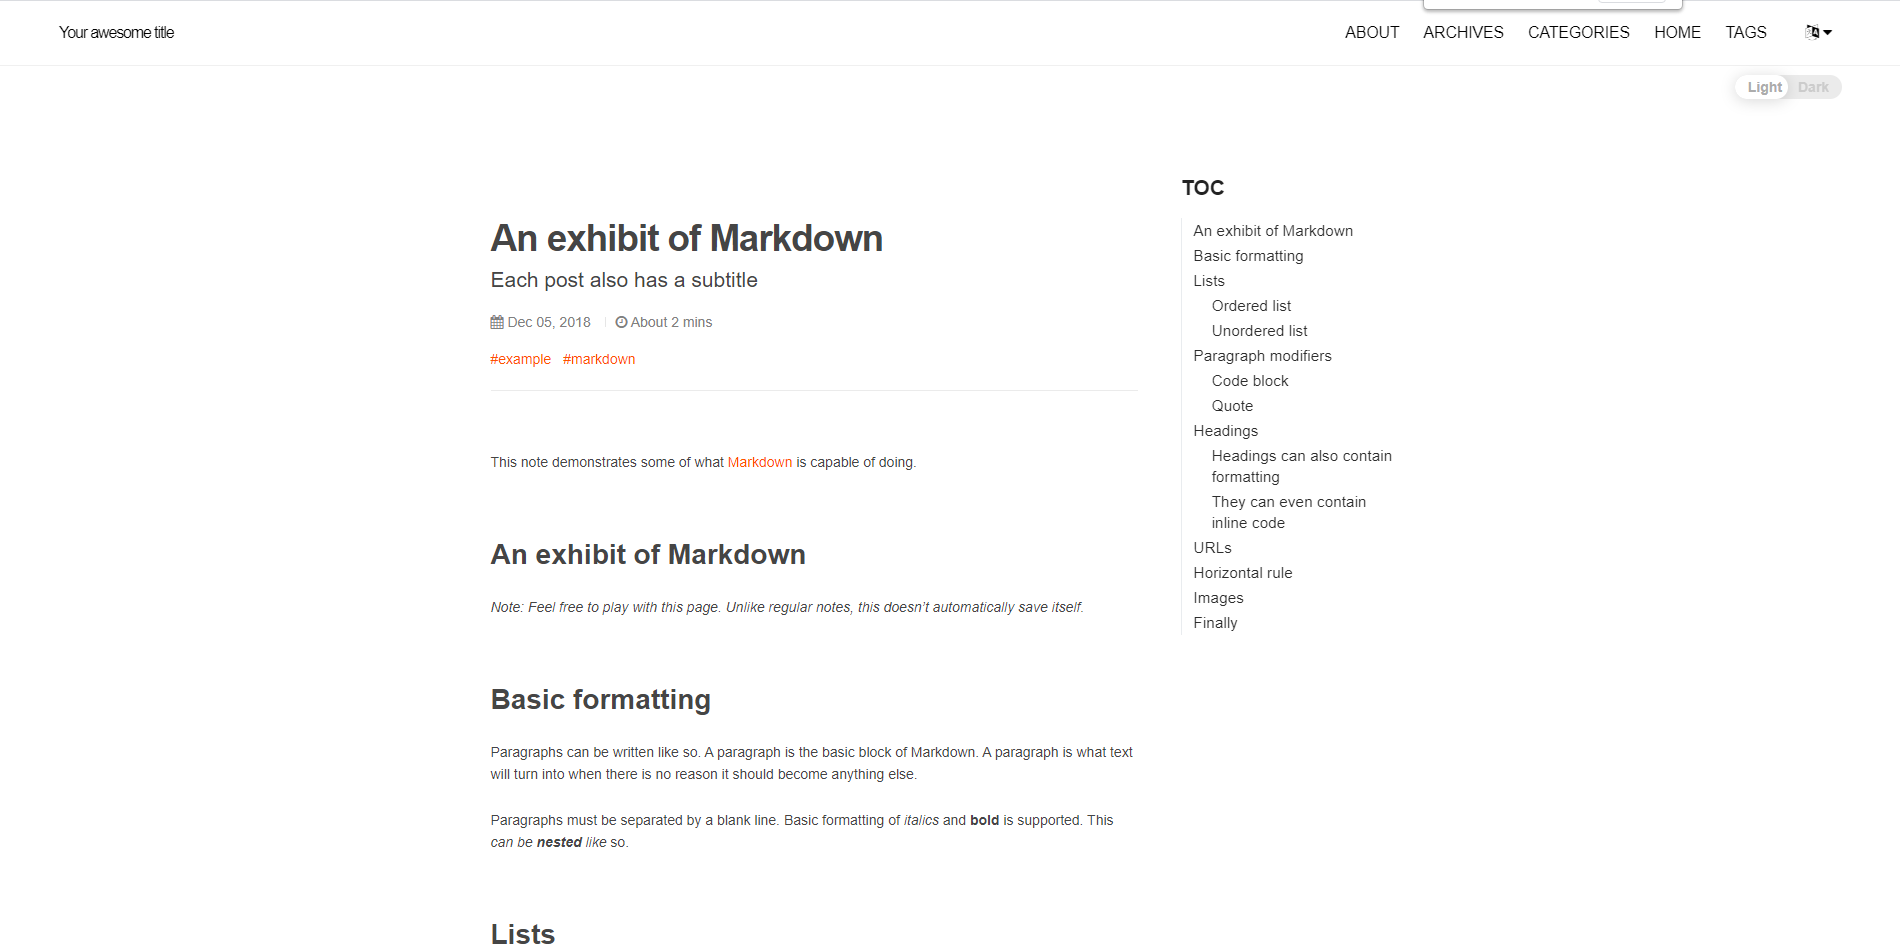 Your awesome title
ABOUT ARCHIVES CATEGORIES HOME TAGS
Light Dark
An exhibit of Markdown
Each post also has a subtitle
Dec 05, 2018 About 2 mins
#example #markdown
This note demonstrates some of what Markdown is capable of doing.
An exhibit of Markdown
Note: Feel free to play with this page. Unlike regular notes, this doesn’t automatically save itself.
Basic formatting
Paragraphs can be written like so. A paragraph is the basic block of Markdown. A paragraph is what text
will turn into when there is no reason it should become anything else.
Paragraphs must be separated by a blank line. Basic formatting of italics and bold is supported. This
can be nested like so.
Lists
TOC
An exhibit of Markdown
Basic formatting
Lists
Ordered list
Unordered list
Paragraph modifiers
Code block
Quote
Headings
Headings can also contain
formatting
They can even contain
inline code
URLs
Horizontal rule
Images
Finally